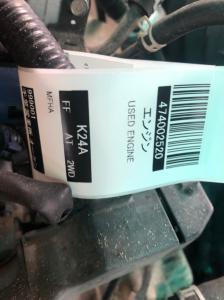 474002520
エンジン
USED ENGINE
K24A
FF AT 2WD
MFHA